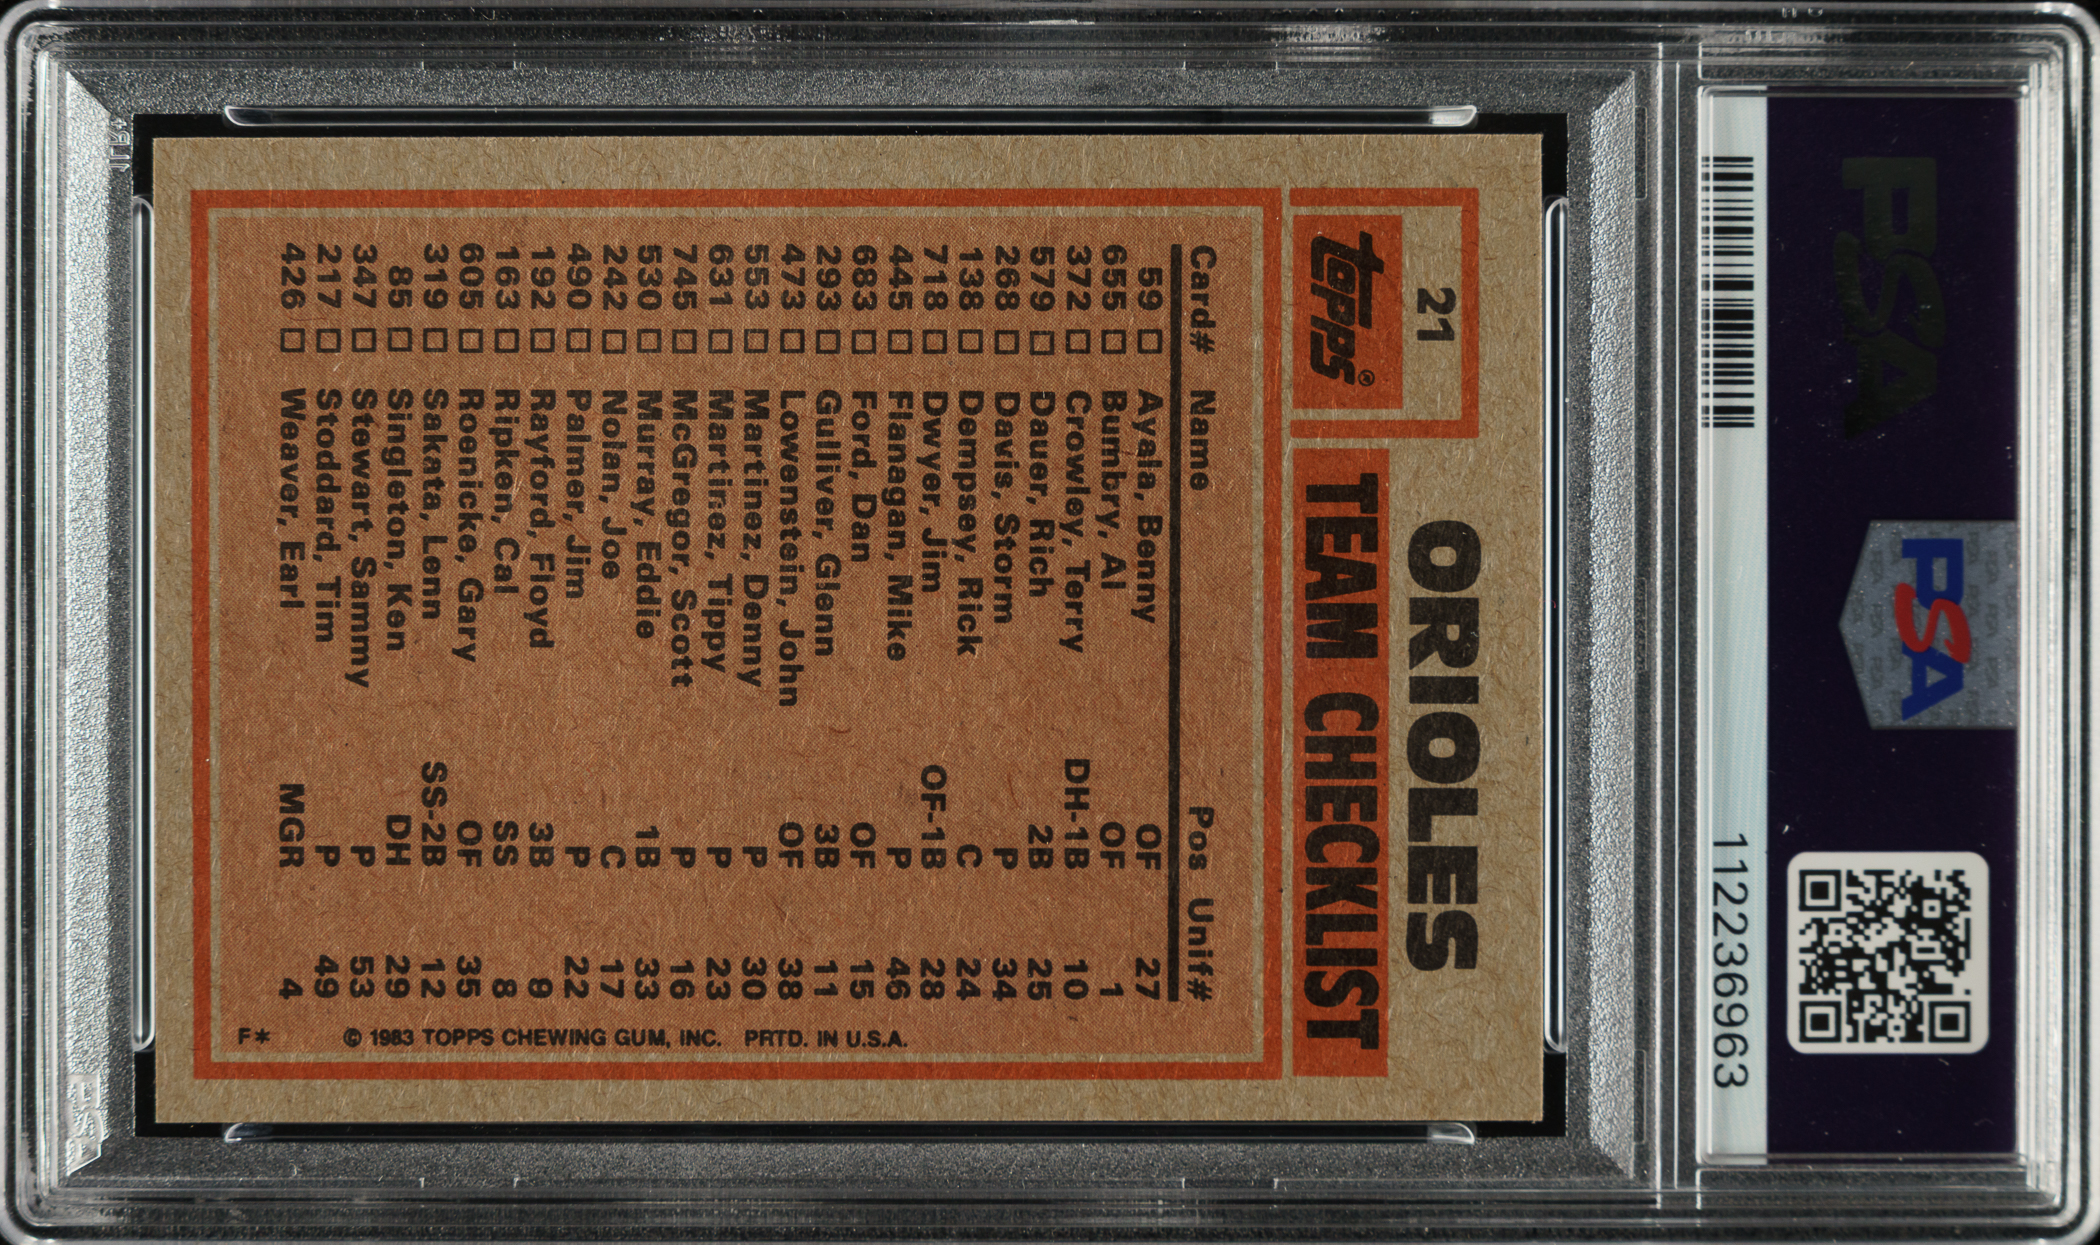 PSA
PSA
112236963
21
topps®
ORIOLES
TEAM CHECKLIST
Card# Name Pos Unif#
59 □ Ayala, Benny OF 27
655 □ Bumbry, Al OF 1
372 □ Crowley, Terry DH-1B 10
579 □ Dauer, Rich 2B 25
268 □ Davis, Storm P 34
138 □ Dempsey, Rick C 24
718 □ Dwyer, Jim OF-1B 28
445 □ Flanagan, Mike P 46
683 □ Ford, Dan OF 15
293 □ Gulliver, Glenn 3B 11
473 □ Lowenstein, John OF 38
553 □ Martinez, Denny P 30
631 □ Martinez, Tippy P 23
745 □ McGregor, Scott P 16
530 □ Murray, Eddie 1B 33
242 □ Nolan, Joe C 17
490 □ Palmer, Jim P 22
192 □ Rayford, Floyd 3B 9
163 □ Ripken, Cal SS 8
605 □ Roenicke, Gary OF 35
319 □ Sakata, Lenn SS-2B 12
85 □ Singleton, Ken DH 29
347 □ Stewart, Sammy P 53
217 □ Stoddard, Tim P 49
426 □ Weaver, Earl MGR 4
© 1983 TOPPS CHEWING GUM, INC. PRTD. IN U.S.A.
F*
PSA